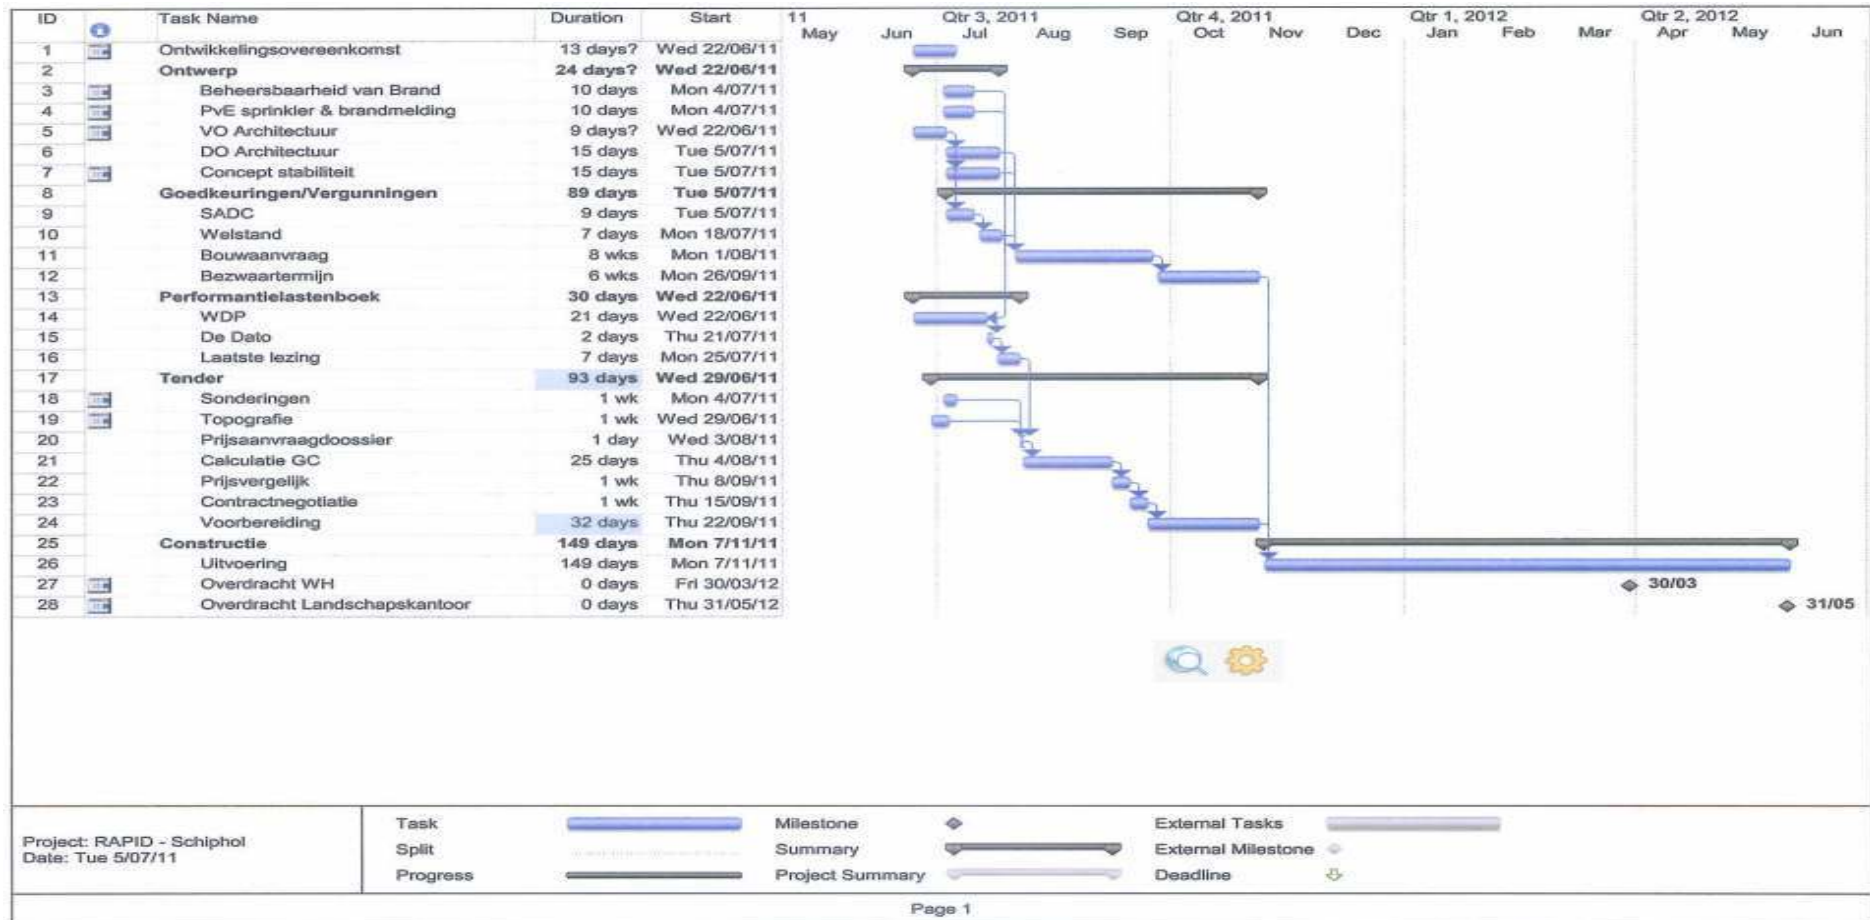 ID Task Name Duration Start 11 Qtr 3, 2011 Qtr 4, 2011 Qtr 1, 2012 Qtr 2, 2012
May Jun Jul Aug Sep Oct Nov Dec Jan Feb Mar Apr May Jun
1 Ontwikkelingsovereenkomst 13 days? Wed 22/06/11
2 Ontwerp 24 days? Wed 22/06/11
3 Beheersbaarheid van Brand 10 days Mon 4/07/11
4 PvE sprinkler & brandmelding 10 days Mon 4/07/11
5 VO Architectuur 9 days? Wed 22/06/11
6 DO Architectuur 15 days Tue 5/07/11
7 Concept stabiliteit 15 days Tue 5/07/11
8 Goedkeuringen/Vergunningen 89 days Tue 5/07/11
9 SADC 9 days Tue 5/07/11
10 Welstand 7 days Mon 18/07/11
11 Bouwaanvraag 8 wks Mon 1/08/11
12 Bezwaartermijn 6 wks Mon 26/09/11
13 Performantielastenboek 30 days Wed 22/06/11
14 WDP 21 days Wed 22/06/11
15 De Dato 2 days Thu 21/07/11
16 Laatste lezing 7 days Mon 25/07/11
17 Tender 93 days Wed 29/06/11
18 Sonderingen 1 wk Mon 4/07/11
19 Topografie 1 wk Wed 29/06/11
20 Prijsaanvraagdoossier 1 day Wed 3/08/11
21 Calculatie GC 25 days Thu 4/08/11
22 Prijsvergelijk 1 wk Thu 8/09/11
23 Contractnegotiatie 1 wk Thu 15/09/11
24 Voorbereiding 32 days Thu 22/09/11
25 Constructie 149 days Mon 7/11/11
26 Uitvoering 149 days Mon 7/11/11
27 Overdracht WH 0 days Fri 30/03/12 30/03
28 Overdracht Landschapskantoor 0 days Thu 31/05/12 31/05
Project: RAPID - Schiphol
Date: Tue 5/07/11
Task Milestone External Tasks
Split Summary External Milestone
Progress Project Summary Deadline
Page 1